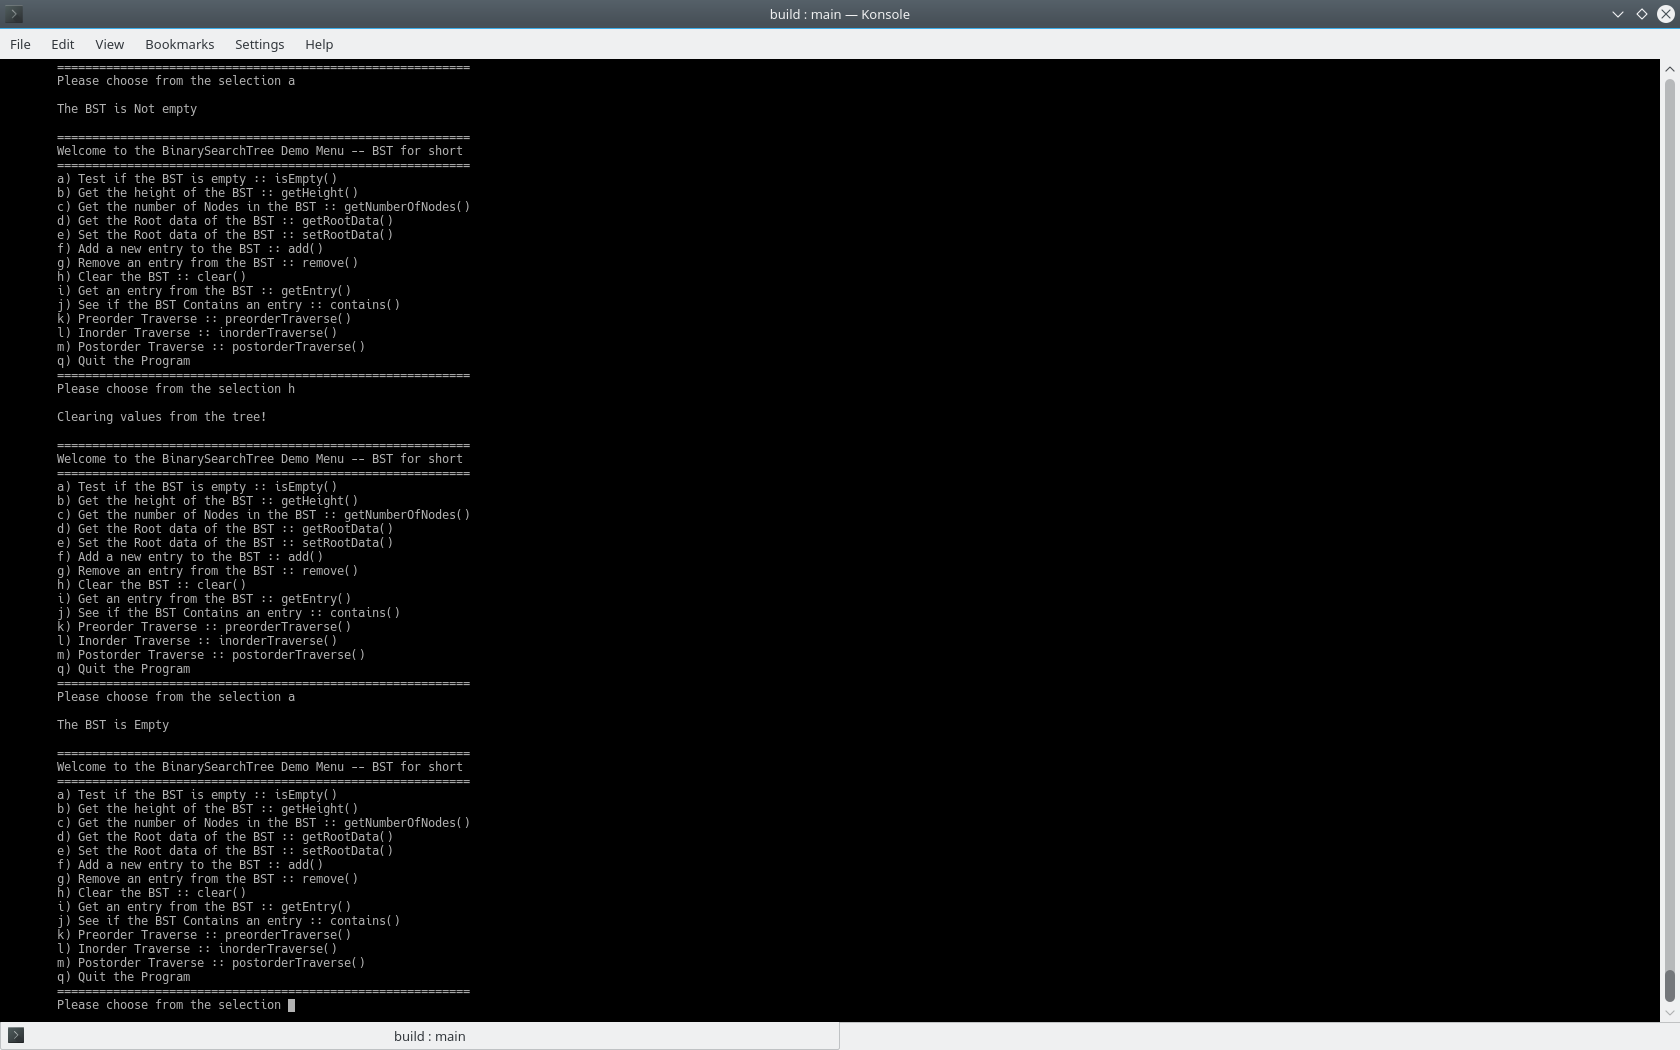 build : main — Konsole
File Edit View Bookmarks Settings Help
===========================================================
Please choose from the selection a
The BST is Not empty
===========================================================
Welcome to the BinarySearchTree Demo Menu -- BST for short
===========================================================
a) Test if the BST is empty :: isEmpty()
b) Get the height of the BST :: getHeight()
c) Get the number of Nodes in the BST :: getNumberOfNodes()
d) Get the Root data of the BST :: getRootData()
e) Set the Root data of the BST :: setRootData()
f) Add a new entry to the BST :: add()
g) Remove an entry from the BST :: remove()
h) Clear the BST :: clear()
i) Get an entry from the BST :: getEntry()
j) See if the BST Contains an entry :: contains()
k) Preorder Traverse :: preorderTraverse()
l) Inorder Traverse :: inorderTraverse()
m) Postorder Traverse :: postorderTraverse()
q) Quit the Program
===========================================================
Please choose from the selection h
Clearing values from the tree!
===========================================================
Welcome to the BinarySearchTree Demo Menu -- BST for short
===========================================================
a) Test if the BST is empty :: isEmpty()
b) Get the height of the BST :: getHeight()
c) Get the number of Nodes in the BST :: getNumberOfNodes()
d) Get the Root data of the BST :: getRootData()
e) Set the Root data of the BST :: setRootData()
f) Add a new entry to the BST :: add()
g) Remove an entry from the BST :: remove()
h) Clear the BST :: clear()
i) Get an entry from the BST :: getEntry()
j) See if the BST Contains an entry :: contains()
k) Preorder Traverse :: preorderTraverse()
l) Inorder Traverse :: inorderTraverse()
m) Postorder Traverse :: postorderTraverse()
q) Quit the Program
===========================================================
Please choose from the selection a
The BST is Empty
===========================================================
Welcome to the BinarySearchTree Demo Menu -- BST for short
===========================================================
a) Test if the BST is empty :: isEmpty()
b) Get the height of the BST :: getHeight()
c) Get the number of Nodes in the BST :: getNumberOfNodes()
d) Get the Root data of the BST :: getRootData()
e) Set the Root data of the BST :: setRootData()
f) Add a new entry to the BST :: add()
g) Remove an entry from the BST :: remove()
h) Clear the BST :: clear()
i) Get an entry from the BST :: getEntry()
j) See if the BST Contains an entry :: contains()
k) Preorder Traverse :: preorderTraverse()
l) Inorder Traverse :: inorderTraverse()
m) Postorder Traverse :: postorderTraverse()
q) Quit the Program
===========================================================
Please choose from the selection
build : main